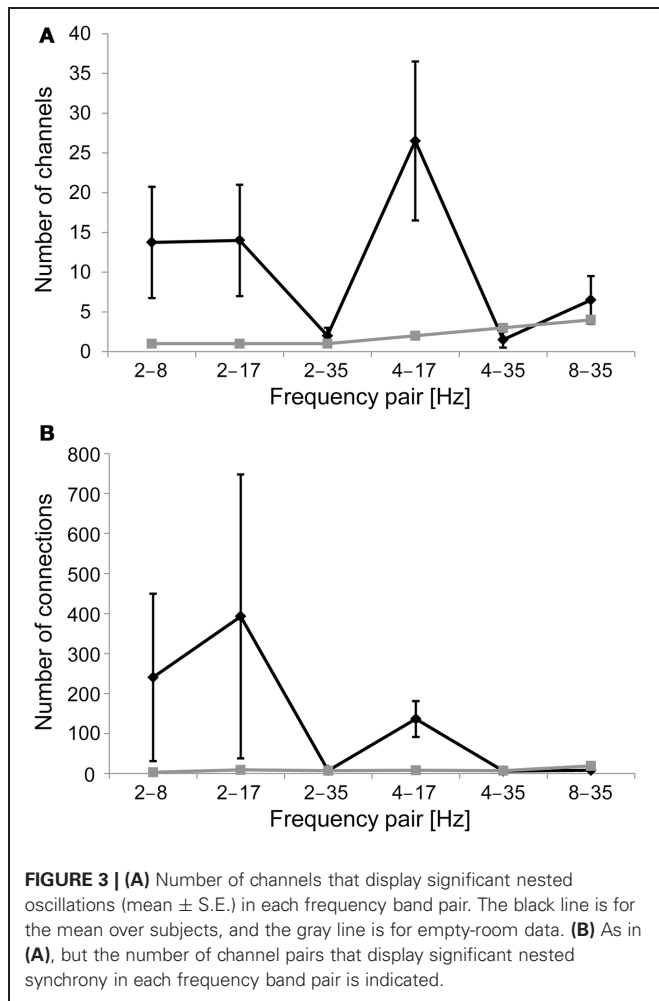 A
40
35
30
25
20
15
10
5
0
Number of channels
2–8 2–17 2–35 4–17 4–35 8–35
Frequency pair [Hz]
B
800
700
600
500
400
300
200
100
0
Number of connections
2–8 2–17 2–35 4–17 4–35 8–35
Frequency pair [Hz]
FIGURE 3 | (A) Number of channels that display significant nested
oscillations (mean ± S.E.) in each frequency band pair. The black line is for
the mean over subjects, and the gray line is for empty-room data. (B) As in
(A), but the number of channel pairs that display significant nested
synchrony in each frequency band pair is indicated.